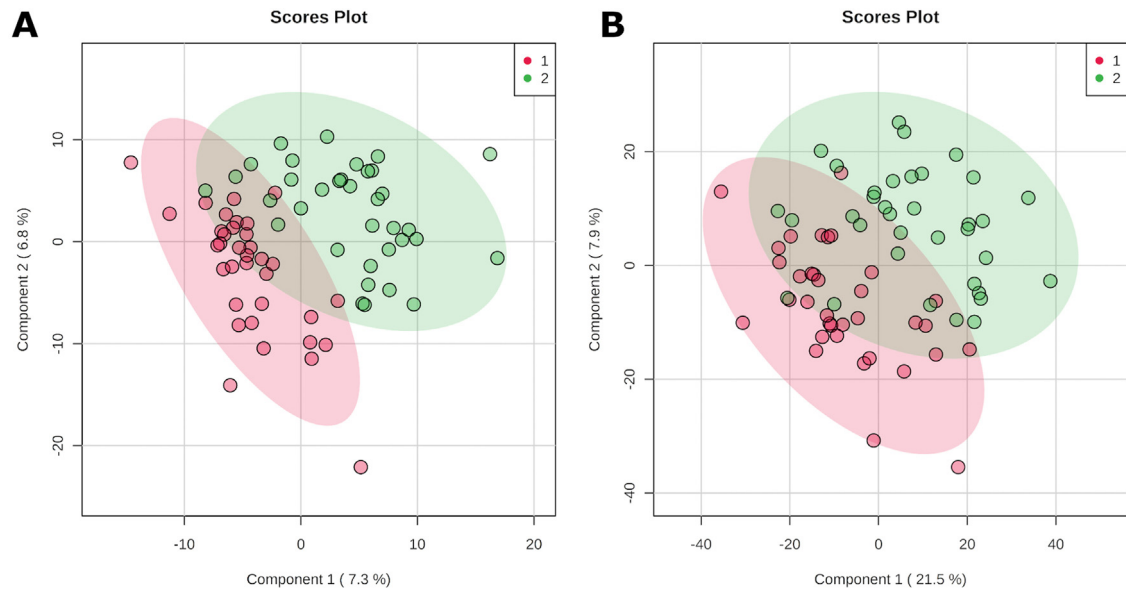 A
Scores Plot
1
2
10
0
-10
-20
Component 2 ( 6.8 %)
-10
0
10
20
Component 1 ( 7.3 %)
B
Scores Plot
1
2
20
0
-20
-40
Component 2 ( 7.9 %)
-40
-20
0
20
40
Component 1 ( 21.5 %)